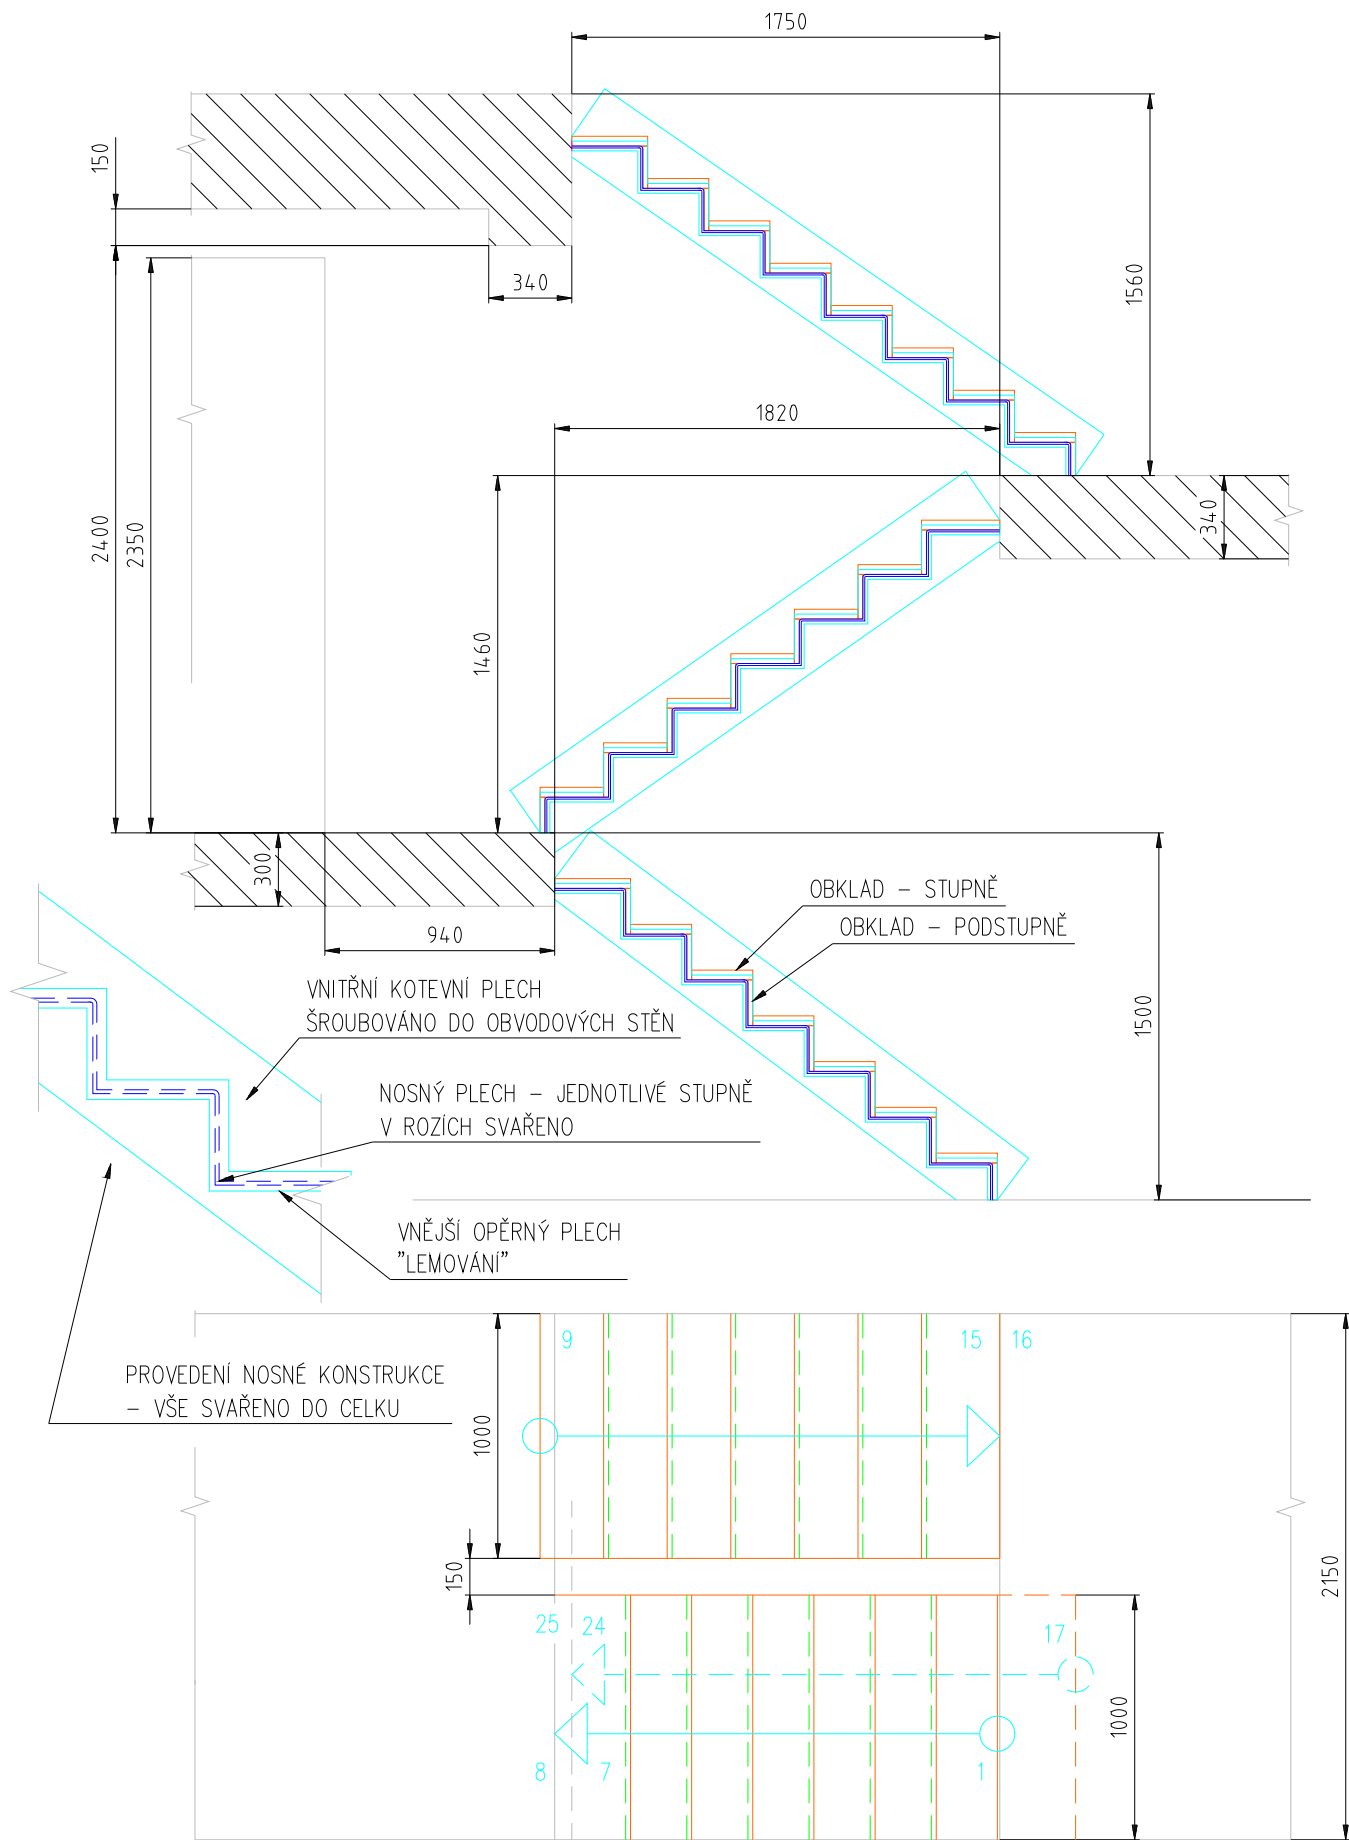 1750
150
340
1560
1820
2400
2350
340
1460
300
OBKLAD – STUPNĚ
OBKLAD – PODSTUPNĚ
940
VNITŘNÍ KOTEVNÍ PLECH
ŠROUBOVÁNO DO OBVODOVÝCH STĚN
1500
NOSNÝ PLECH – JEDNOTLIVÉ STUPNĚ
V ROZÍCH SVAŘENO
VNĚJŠÍ OPĚRNÝ PLECH
"LEMOVÁNÍ"
9
15
16
PROVEDENÍ NOSNÉ KONSTRUKCE
– VŠE SVAŘENO DO CELKU
1000
150
2150
25
24
17
1000
8
7
1